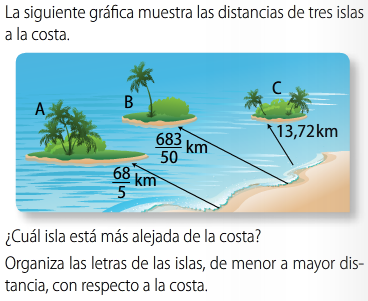 La siguiente gráfica muestra las distancias de tres islas
a la costa.
A
B
C
683/50 km
13,72 km
68/5 km
¿Cuál isla está más alejada de la costa?
Organiza las letras de las islas, de menor a mayor dis-
tancia, con respecto a la costa.